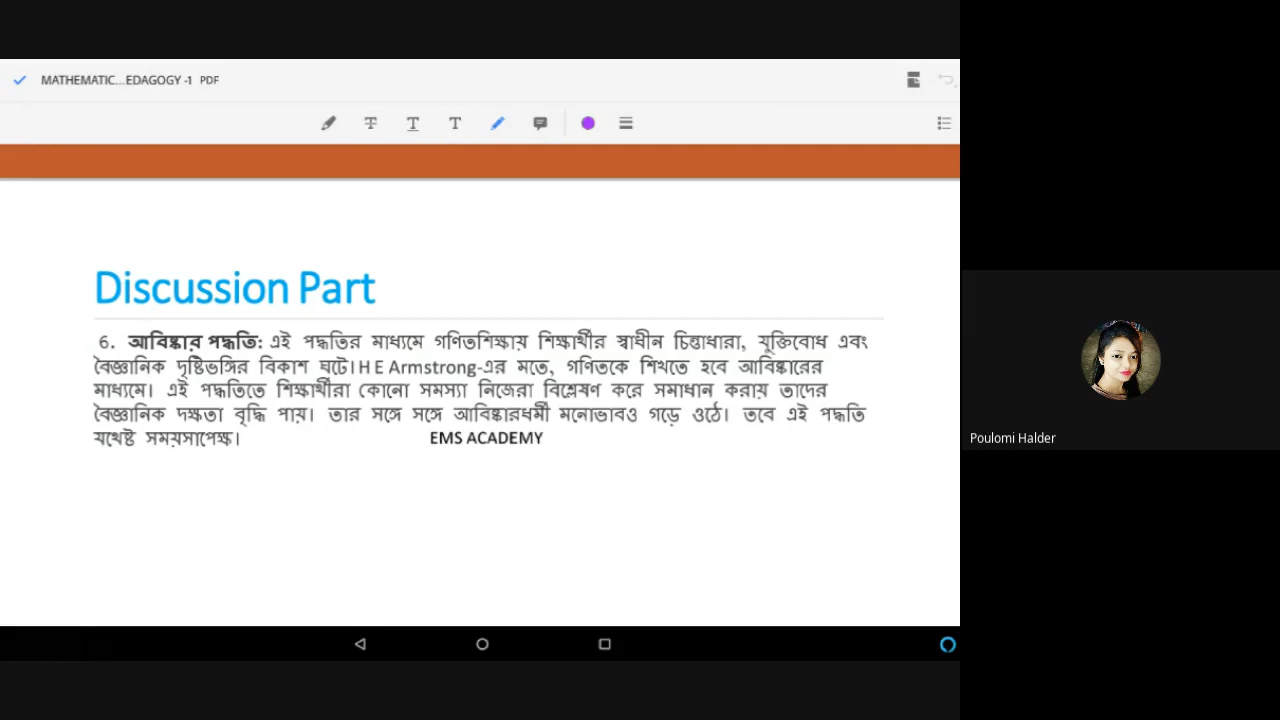 MATHEMATIC...EDAGOGY -1 PDF
T T T
Discussion Part
6. আবিষ্কার পদ্ধতি: এই পদ্ধতির মাধ্যমে গণিতশিক্ষায় শিক্ষার্থীর স্বাধীন চিন্তাধারা, যুক্তিবোধ এবং
বৈজ্ঞানিক দৃষ্টিভঙ্গির বিকাশ ঘটে। H E Armstrong-এর মতে, গণিতকে শিখতে হবে আবিষ্কারের
মাধ্যমে। এই পদ্ধতিতে শিক্ষার্থীরা কোনো সমস্যা নিজেরা বিশ্লেষণ করে সমাধান করায় তাদের
বৈজ্ঞানিক দক্ষতা বৃদ্ধি পায়। তার সঙ্গে সঙ্গে আবিষ্কারধর্মী মনোভাবও গড়ে ওঠে। তবে এই পদ্ধতি
যথেষ্ট সময়সাপেক্ষ। EMS ACADEMY
Poulomi Halder